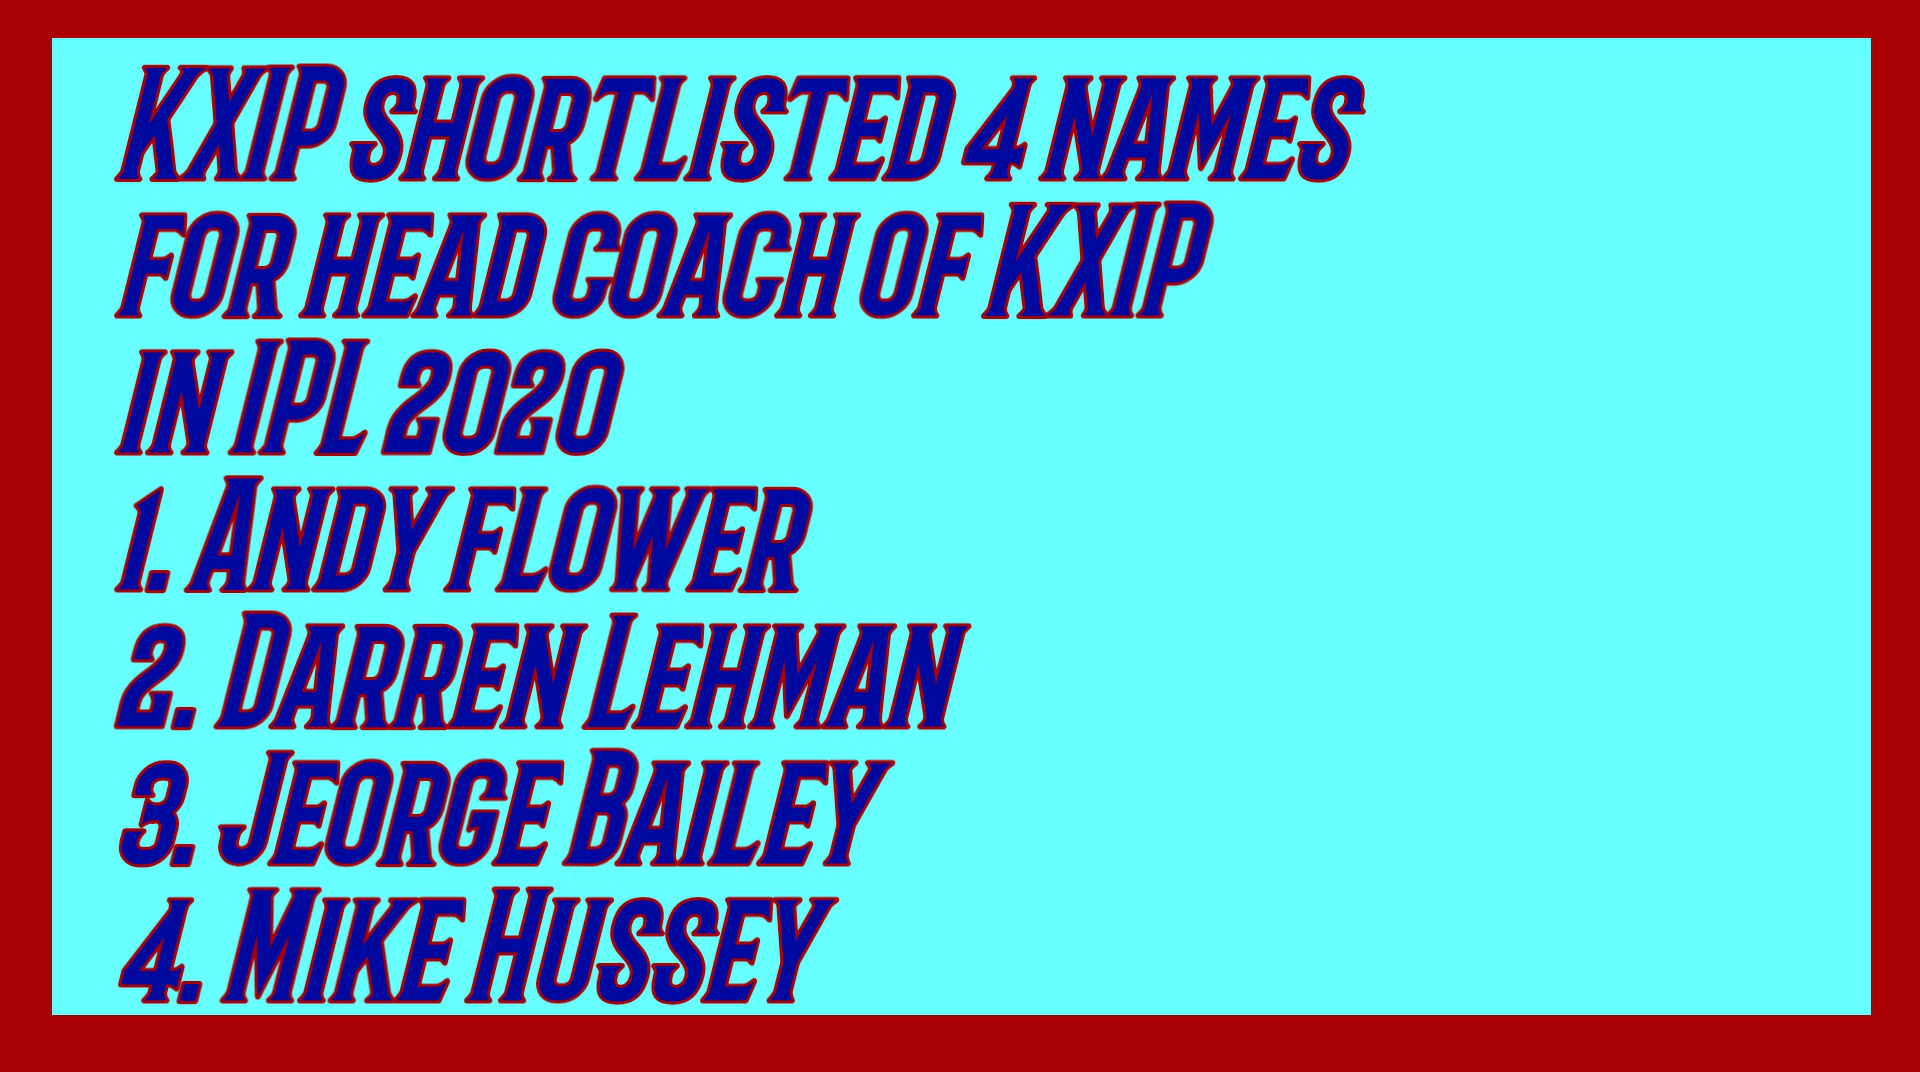 KXIP SHORTLISTED 4 NAMES
FOR HEAD COACH OF KXIP
IN IPL 2020
1. ANDY FLOWER
2. DARREN LEHMAN
3. JEORGE BAILEY
4. MIKE HUSSEY